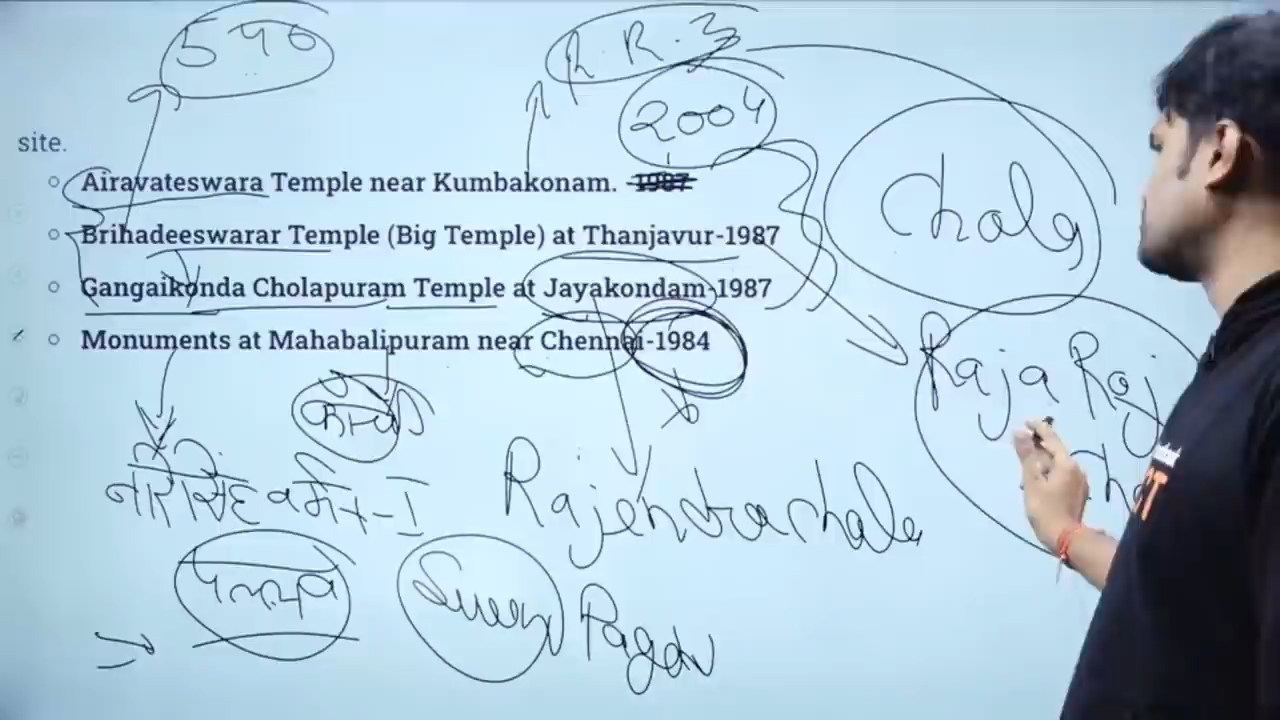 540
R R. 3
2004
site.
Airavateswara Temple near Kumbakonam. -1987
Chola
Brihadeeswarar Temple (Big Temple) at Thanjavur-1987
Gangaikonda Cholapuram Temple at Jayakondam-1987
Monuments at Mahabalipuram near Chennai-1984
Raja Raj
नरसिंह वर्मन-I
Rajendrachola
पल्लव
Pagdu